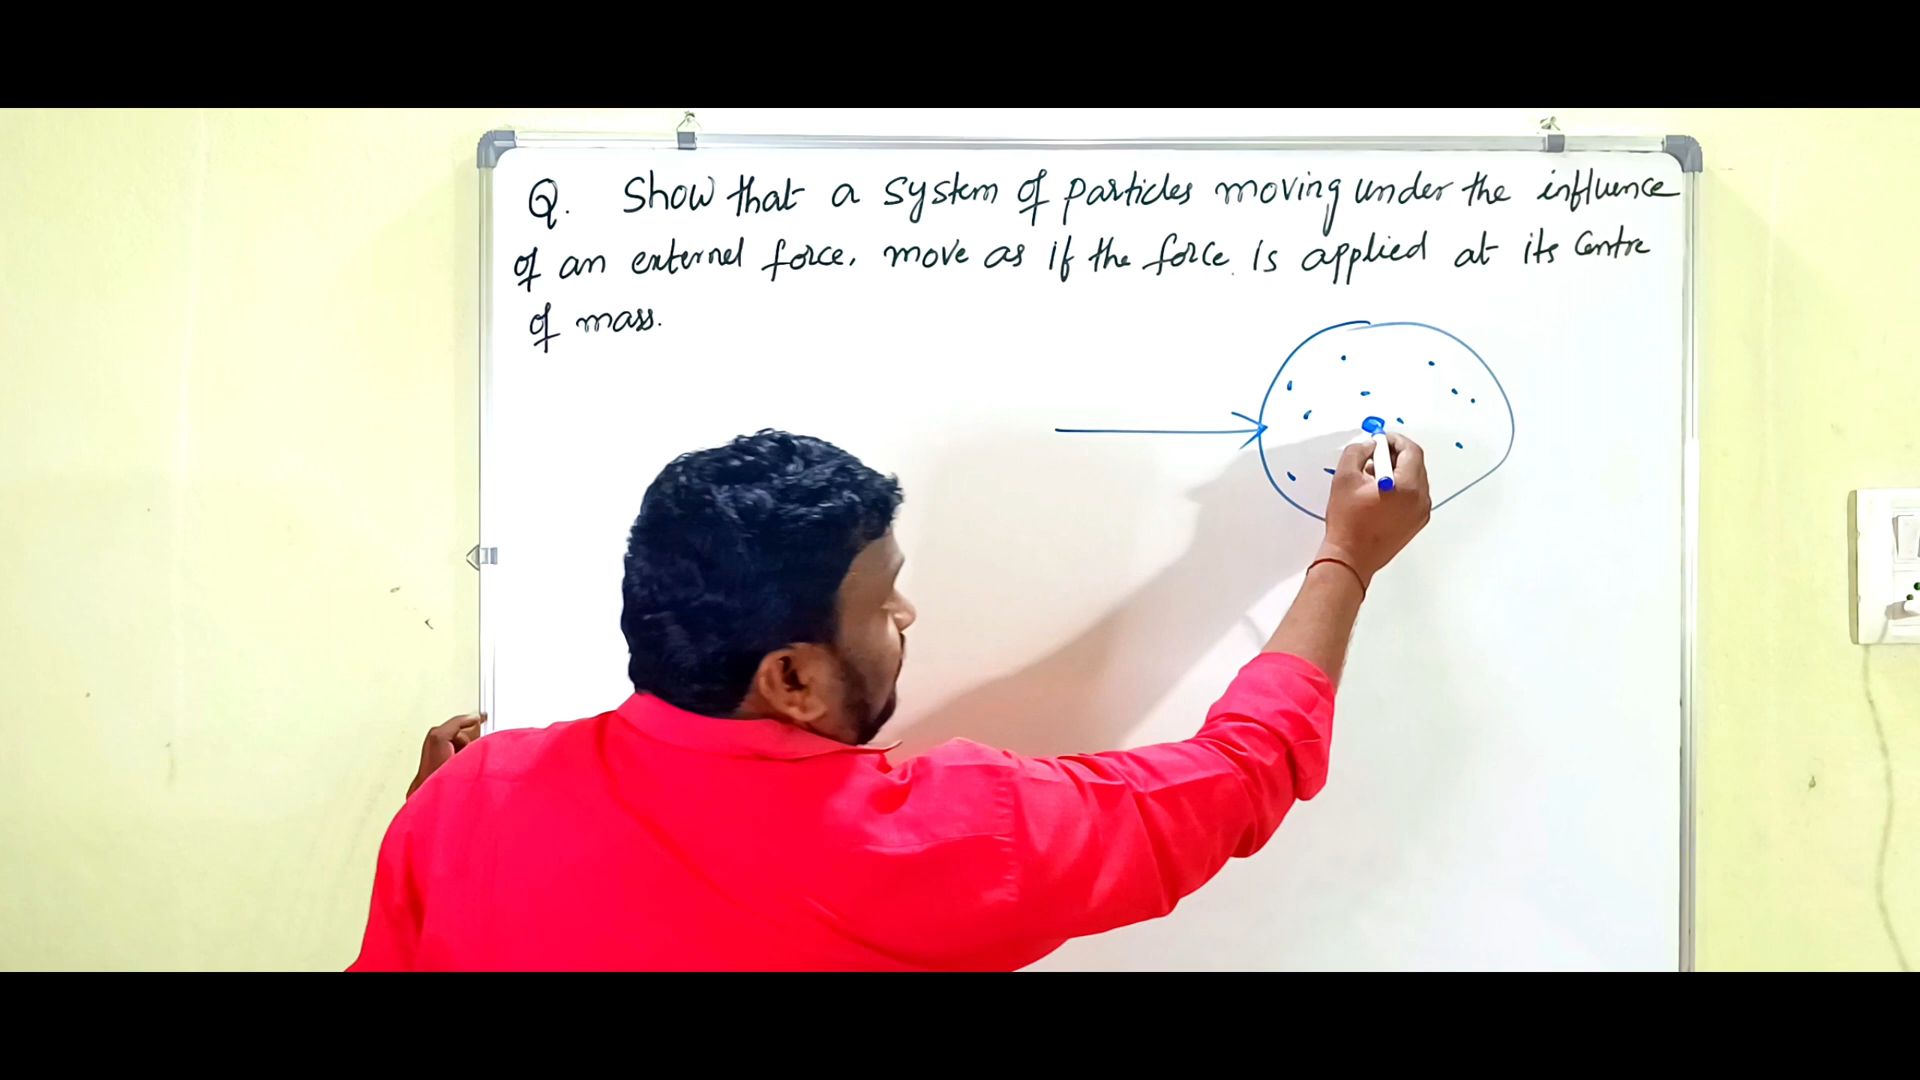 Q. Show that a system of particles moving under the influence
of an external force, move as if the force is applied at its Centre
of mass.